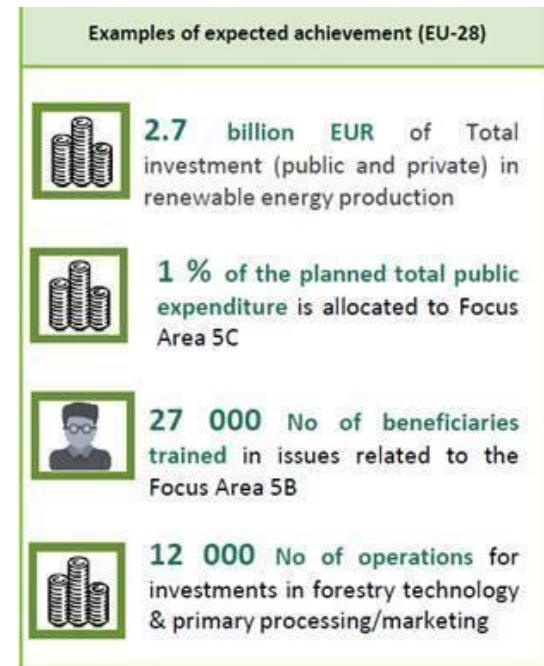 Examples of expected achievement (EU-28)
2.7 billion EUR of Total
investment (public and private) in
renewable energy production
1 % of the planned total public
expenditure is allocated to Focus
Area 5C
27 000 No of beneficiaries
trained in issues related to the
Focus Area 5B
12 000 No of operations for
investments in forestry technology
& primary processing/marketing